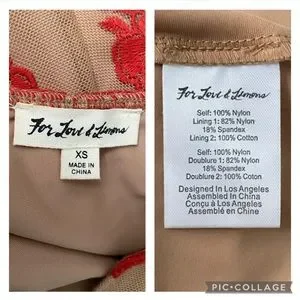 For Love & Lemons
XS
MADE IN
CHINA
For Love & Lemons
Self: 100% Nylon
Lining 1: 82% Nylon
18% Spandex
Lining 2: 100% Cotton
Self: 100% Nylon
Doublure 1: 82% Nylon
18% Spandex
Doublure 2: 100% Coton
Designed In Los Angeles
Assembled In China
Conçu à Los Angeles
Assemblé en Chine
PIC•COLLAGE